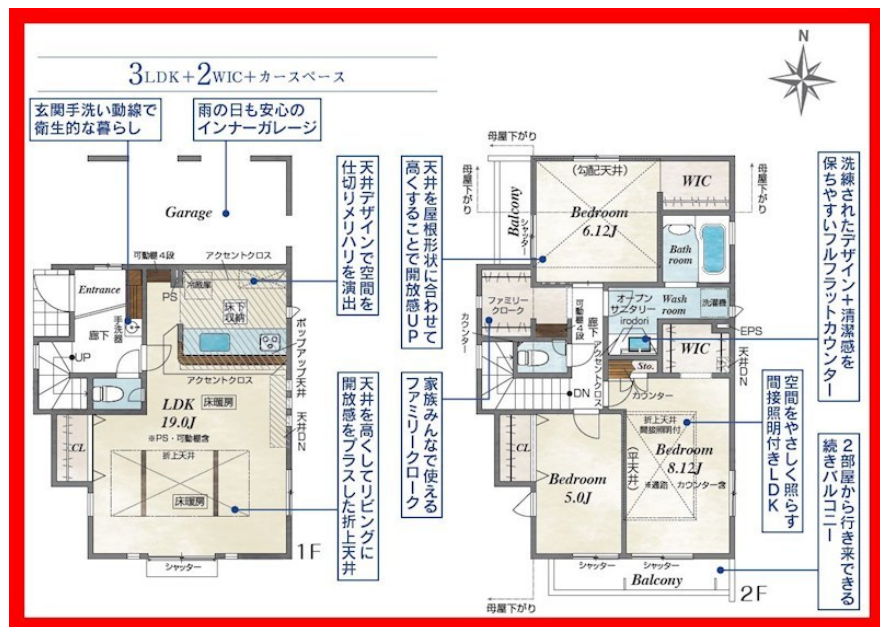 N
3LDK+2WIC+カースペース
玄関手洗い動線で
衛生的な暮らし
雨の日も安心の
インナーガレージ
天井デザインで空間を
仕切りメリハリを演出
天井を屋根形状に合わせて
高くすることで開放感UP
洗練されたデザイン+清潔感を
保ちやすいフルフラットカウンター
Garage
可動棚4段
アクセントクロス
Entrance
PS
冷蔵庫
床下
収納
廊下
手洗器
UP
ポップアップ天井
アクセントクロス
LDK
19.0J
※PS・可動棚含
床暖房
天井DN
CL
折上天井
床暖房
シャッター
1F
天井を高くしてリビングに
開放感をプラスした折上天井
家族みんなで使える
ファミリークローク
母屋下がり
母屋下がり
母屋下がり
Balcony
シャッター
(勾配天井)
Bedroom
6.12J
WIC
Bath
room
ファミリー
クローク
カウンター
可動棚4段
廊下
オープン
サニタリー
irodori
Wash
room
洗濯機
EPS
アクセントクロス
WIC
天井DN
Sto.
カウンター
DN
折上天井
間接照明付
(平天井)
Bedroom
8.12J
※通路・カウンター含
CL
Bedroom
5.0J
シャッター
シャッター
Balcony
2F
母屋下がり
空間をやさしく照らす
間接照明付きLDK
2部屋から行き来できる
続きバルコニー